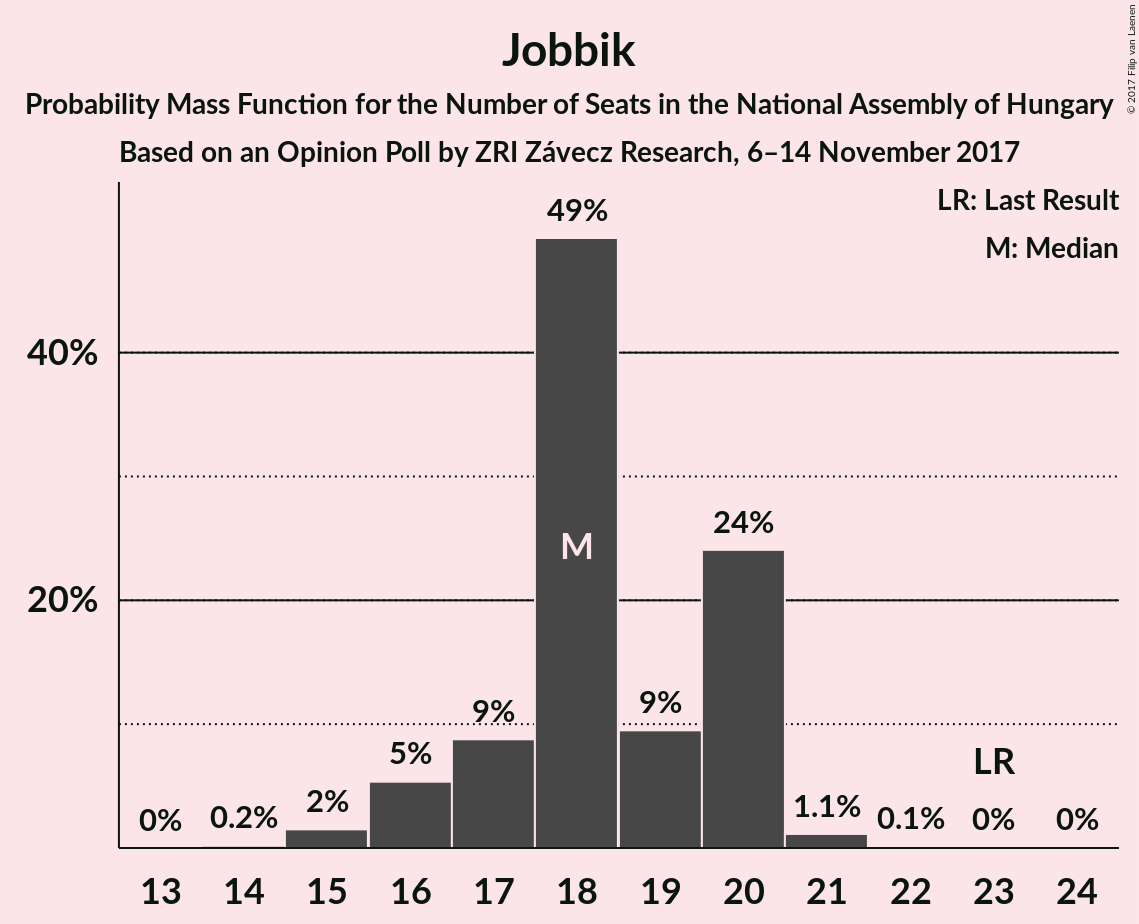 Jobbik
Probability Mass Function for the Number of Seats in the National Assembly of Hungary
Based on an Opinion Poll by ZRI Závecz Research, 6–14 November 2017
© 2017 Filip van Laenen
LR: Last Result
M: Median
49%
40%
M
24%
20%
9%
9%
5%
LR
2%
1.1%
0.2%
0.1%
0%
0%
0%
13 14 15 16 17 18 19 20 21 22 23 24